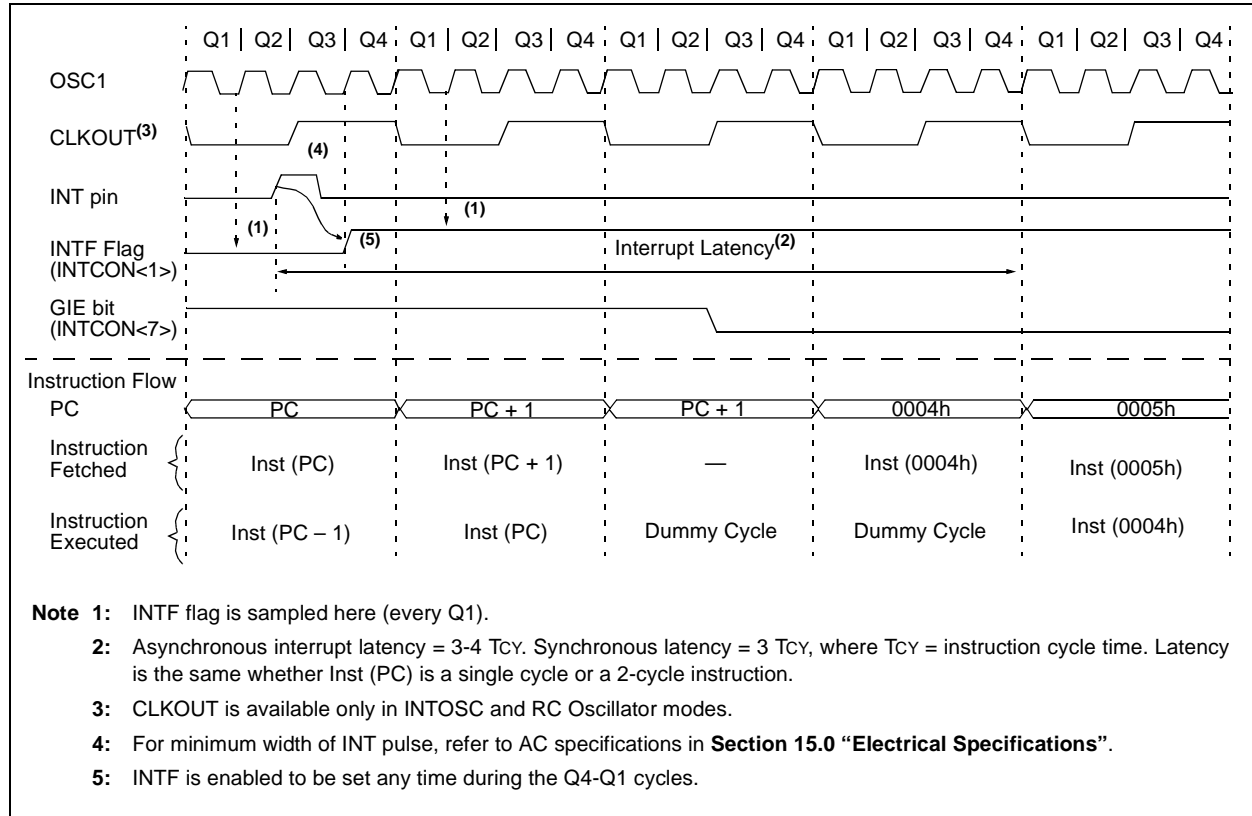 Q1 | Q2 | Q3 | Q4 Q1 | Q2 | Q3 | Q4 Q1 | Q2 | Q3 | Q4 Q1 | Q2 | Q3 | Q4 Q1 | Q2 | Q3 | Q4
OSC1
CLKOUT(3)
(4)
INT pin
(1)
(1)
(5)
INTF Flag
(INTCON<1>)
Interrupt Latency(2)
GIE bit
(INTCON<7>)
Instruction Flow
PC PC PC + 1 PC + 1 0004h 0005h
Instruction
Fetched
Inst (PC) Inst (PC + 1) — Inst (0004h) Inst (0005h)
Instruction
Executed
Inst (PC – 1) Inst (PC) Dummy Cycle Dummy Cycle Inst (0004h)
Note 1: INTF flag is sampled here (every Q1).
2: Asynchronous interrupt latency = 3-4 TCY. Synchronous latency = 3 TCY, where TCY = instruction cycle time. Latency
is the same whether Inst (PC) is a single cycle or a 2-cycle instruction.
3: CLKOUT is available only in INTOSC and RC Oscillator modes.
4: For minimum width of INT pulse, refer to AC specifications in Section 15.0 “Electrical Specifications”.
5: INTF is enabled to be set any time during the Q4-Q1 cycles.